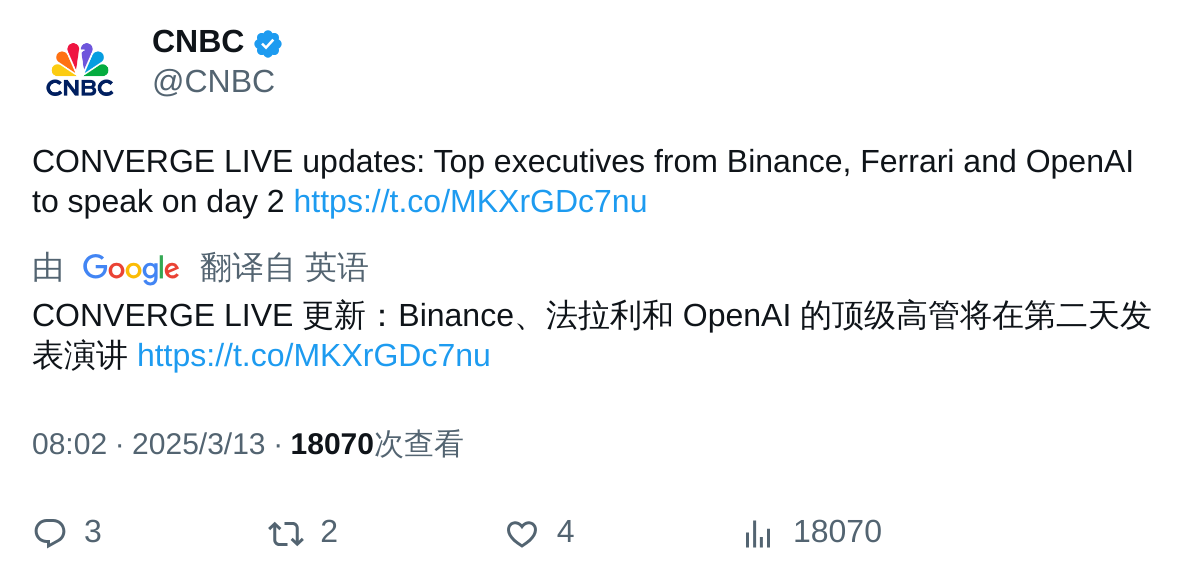 CNBC
CNBC
@CNBC
CONVERGE LIVE updates: Top executives from Binance, Ferrari and OpenAI
to speak on day 2 https://t.co/MKXrGDc7nu
由 Google 翻译自 英语
CONVERGE LIVE 更新：Binance、法拉利和 OpenAI 的顶级高管将在第二天发
表演讲 https://t.co/MKXrGDc7nu
08:02 · 2025/3/13 · 18070次查看
3 2 4 18070